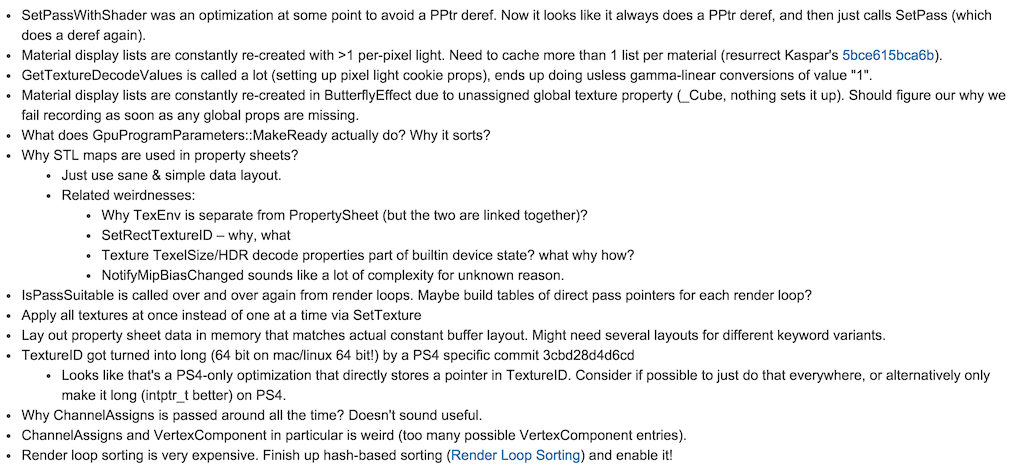 SetPassWithShader was an optimization at some point to avoid a PPtr deref. Now it looks like it always does a PPtr deref, and then just calls SetPass (which
does a deref again).
Material display lists are constantly re-created with >1 per-pixel light. Need to cache more than 1 list per material (resurrect Kaspar's 5bce615bca6b).
GetTextureDecodeValues is called a lot (setting up pixel light cookie props), ends up doing usless gamma-linear conversions of value "1".
Material display lists are constantly re-created in ButterflyEffect due to unassigned global texture property (_Cube, nothing sets it up). Should figure our why we
fail recording as soon as any global props are missing.
What does GpuProgramParameters::MakeReady actually do? Why it sorts?
Why STL maps are used in property sheets?
Just use sane & simple data layout.
Related weirdnesses:
Why TexEnv is separate from PropertySheet (but the two are linked together)?
SetRectTextureID – why, what
Texture TexelSize/HDR decode properties part of builtin device state? what why how?
NotifyMipBiasChanged sounds like a lot of complexity for unknown reason.
IsPassSuitable is called over and over again from render loops. Maybe build tables of direct pass pointers for each render loop?
Apply all textures at once instead of one at a time via SetTexture
Lay out property sheet data in memory that matches actual constant buffer layout. Might need several layouts for different keyword variants.
TextureID got turned into long (64 bit on mac/linux 64 bit!) by a PS4 specific commit 3cbd28d4d6cd
Looks like that's a PS4-only optimization that directly stores a pointer in TextureID. Consider if possible to just do that everywhere, or alternatively only
make it long (intptr_t better) on PS4.
Why ChannelAssigns is passed around all the time? Doesn't sound useful.
ChannelAssigns and VertexComponent in particular is weird (too many possible VertexComponent entries).
Render loop sorting is very expensive. Finish up hash-based sorting (Render Loop Sorting) and enable it!